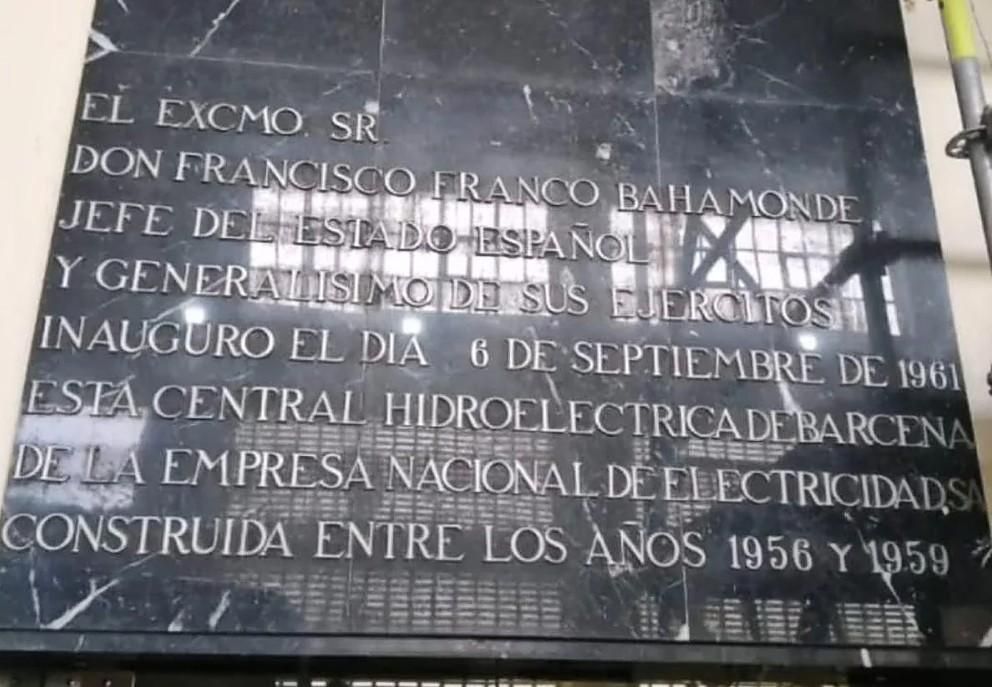 EL EXCMO. SR.
DON FRANCISCO FRANCO BAHAMONDE
JEFE DEL ESTADO ESPAÑOL
Y GENERALISIMO DE SUS EJERCITOS
INAUGURO EL DIA 6 DE SEPTIEMBRE DE 1961
ESTA CENTRAL HIDROELECTRICA DE BARCENA
DE LA EMPRESA NACIONAL DE ELECTRICIDAD,SA
CONSTRUIDA ENTRE LOS AÑOS 1956 Y 1959